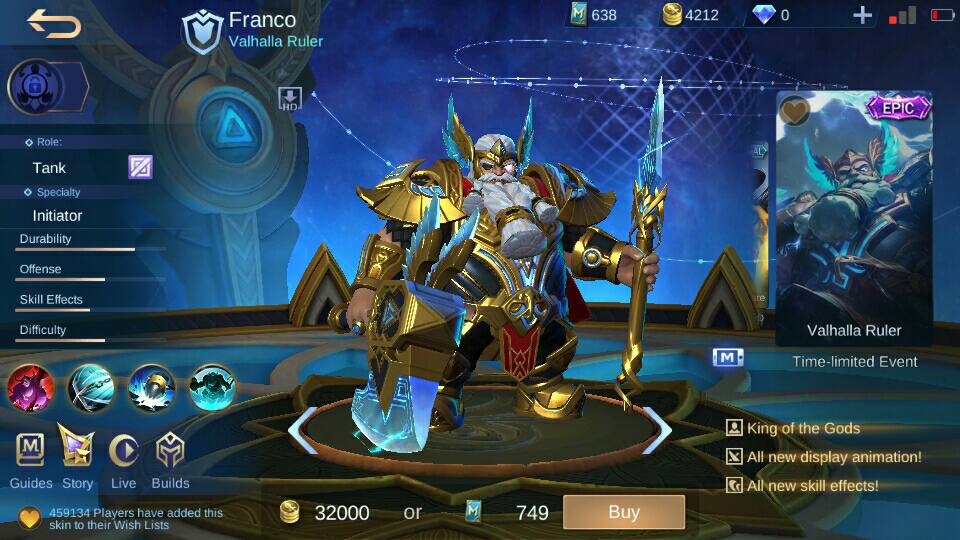 Franco
Valhalla Ruler
638
4212
0
HD
EPIC
Role:
Tank
Specialty
Initiator
Durability
Offense
Skill Effects
Difficulty
Valhalla Ruler
M
Time-limited Event
King of the Gods
All new display animation!
All new skill effects!
Guides
Story
Live
Builds
459134 Players have added this
skin to their Wish Lists
32000
or
749
Buy